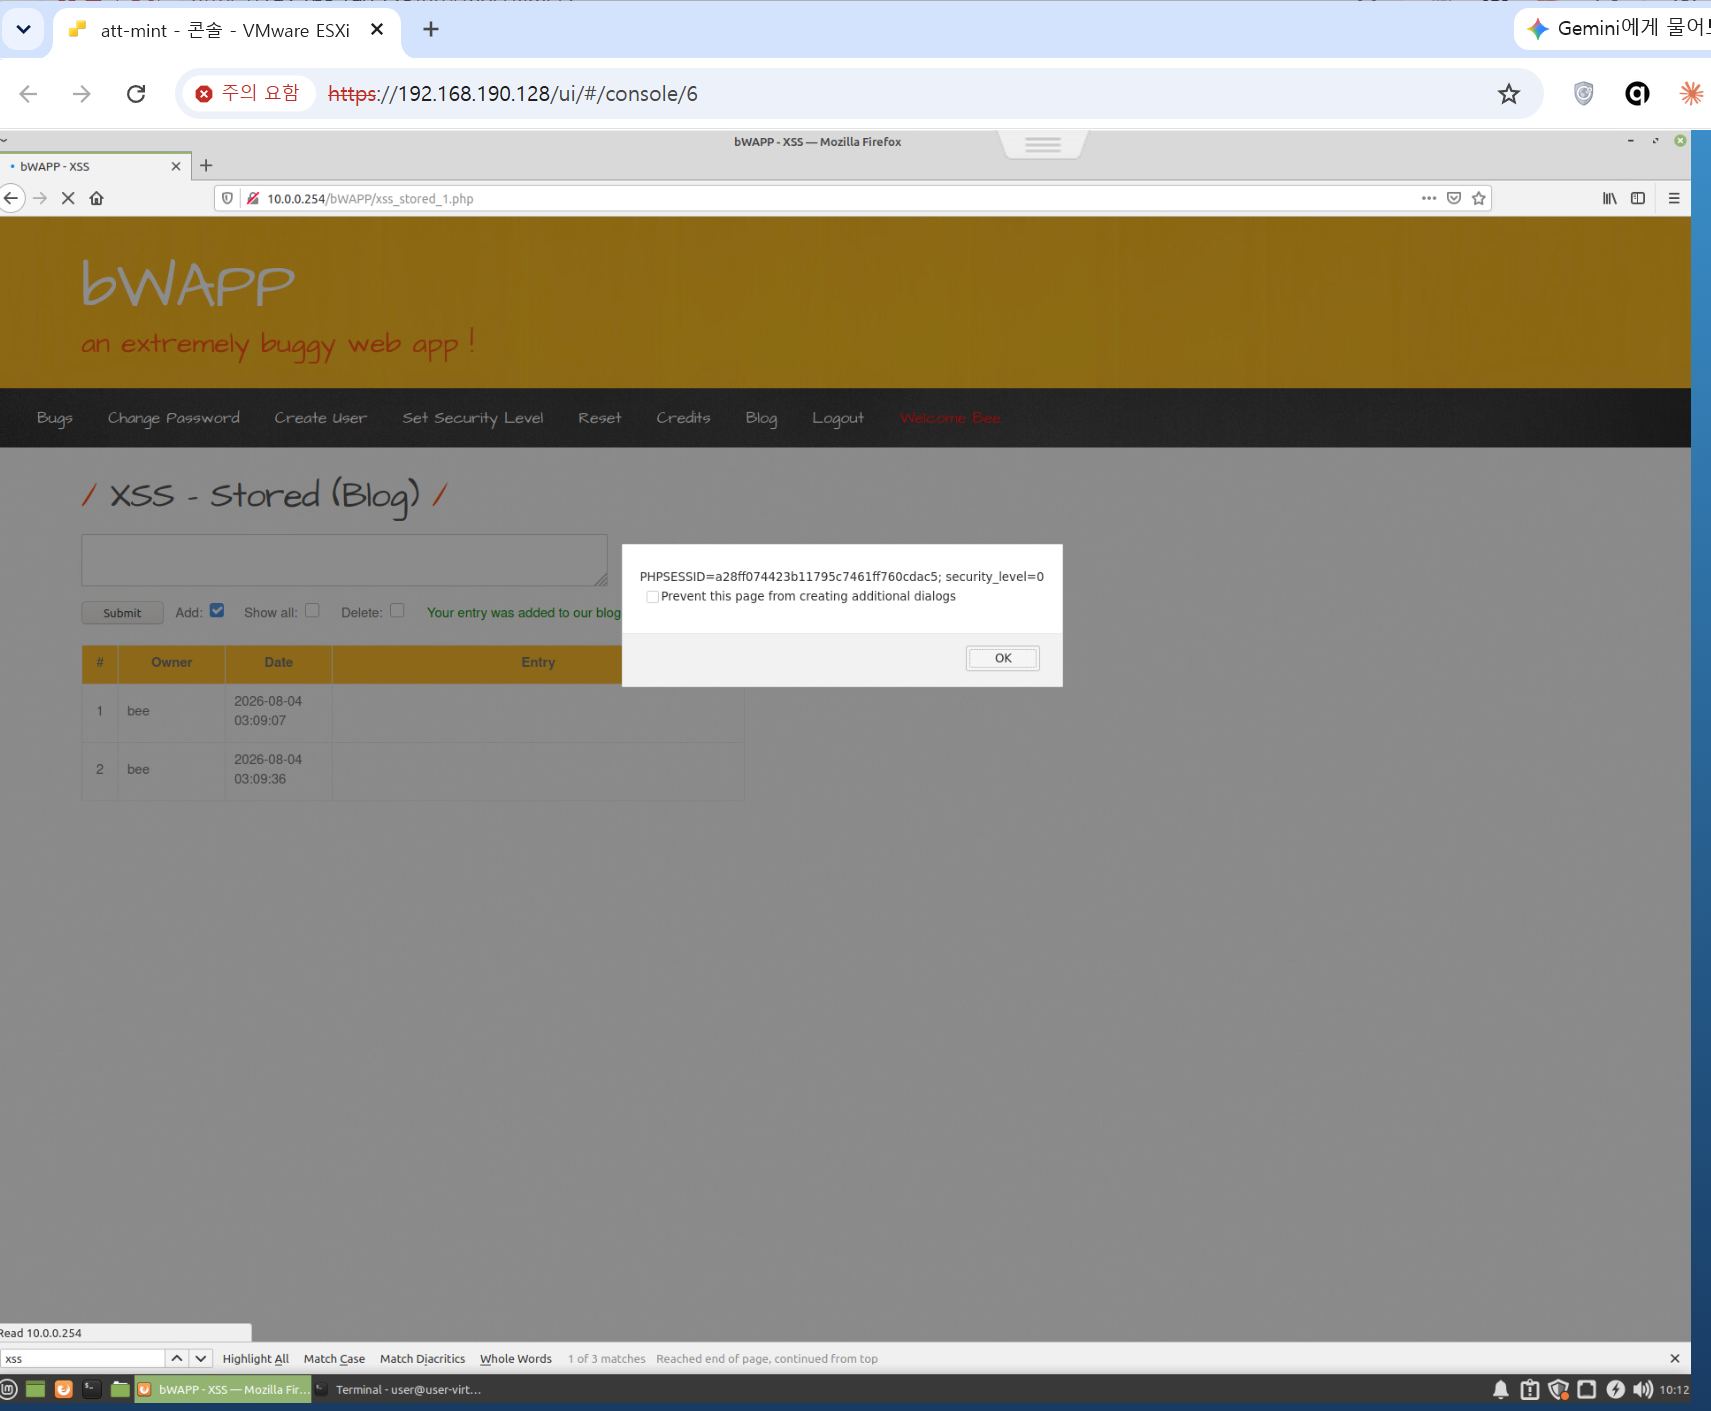 att-mint - 콘솔 - VMware ESXi
Gemini에게 물어보
주의 요함 https://192.168.190.128/ui/#/console/6
bWAPP - XSS — Mozilla Firefox
bWAPP - XSS
10.0.0.254/bWAPP/xss_stored_1.php
bWAPP
an extremely buggy web app !
Bugs Change Password Create User Set Security Level Reset Credits Blog Logout Welcome Bee
/ XSS - Stored (Blog) /
PHPSESSID=a28ff074423b11795c7461ff760cdac5; security_level=0
Prevent this page from creating additional dialogs
OK
Submit Add: Show all: Delete: Your entry was added to our blog
# Owner Date Entry
1 bee 2026-08-04 03:09:07
2 bee 2026-08-04 03:09:36
Read 10.0.0.254
xss Highlight All Match Case Match Diacritics Whole Words 1 of 3 matches Reached end of page, continued from top
bWAPP - XSS — Mozilla Fir... Terminal - user@user-virt... 10:12